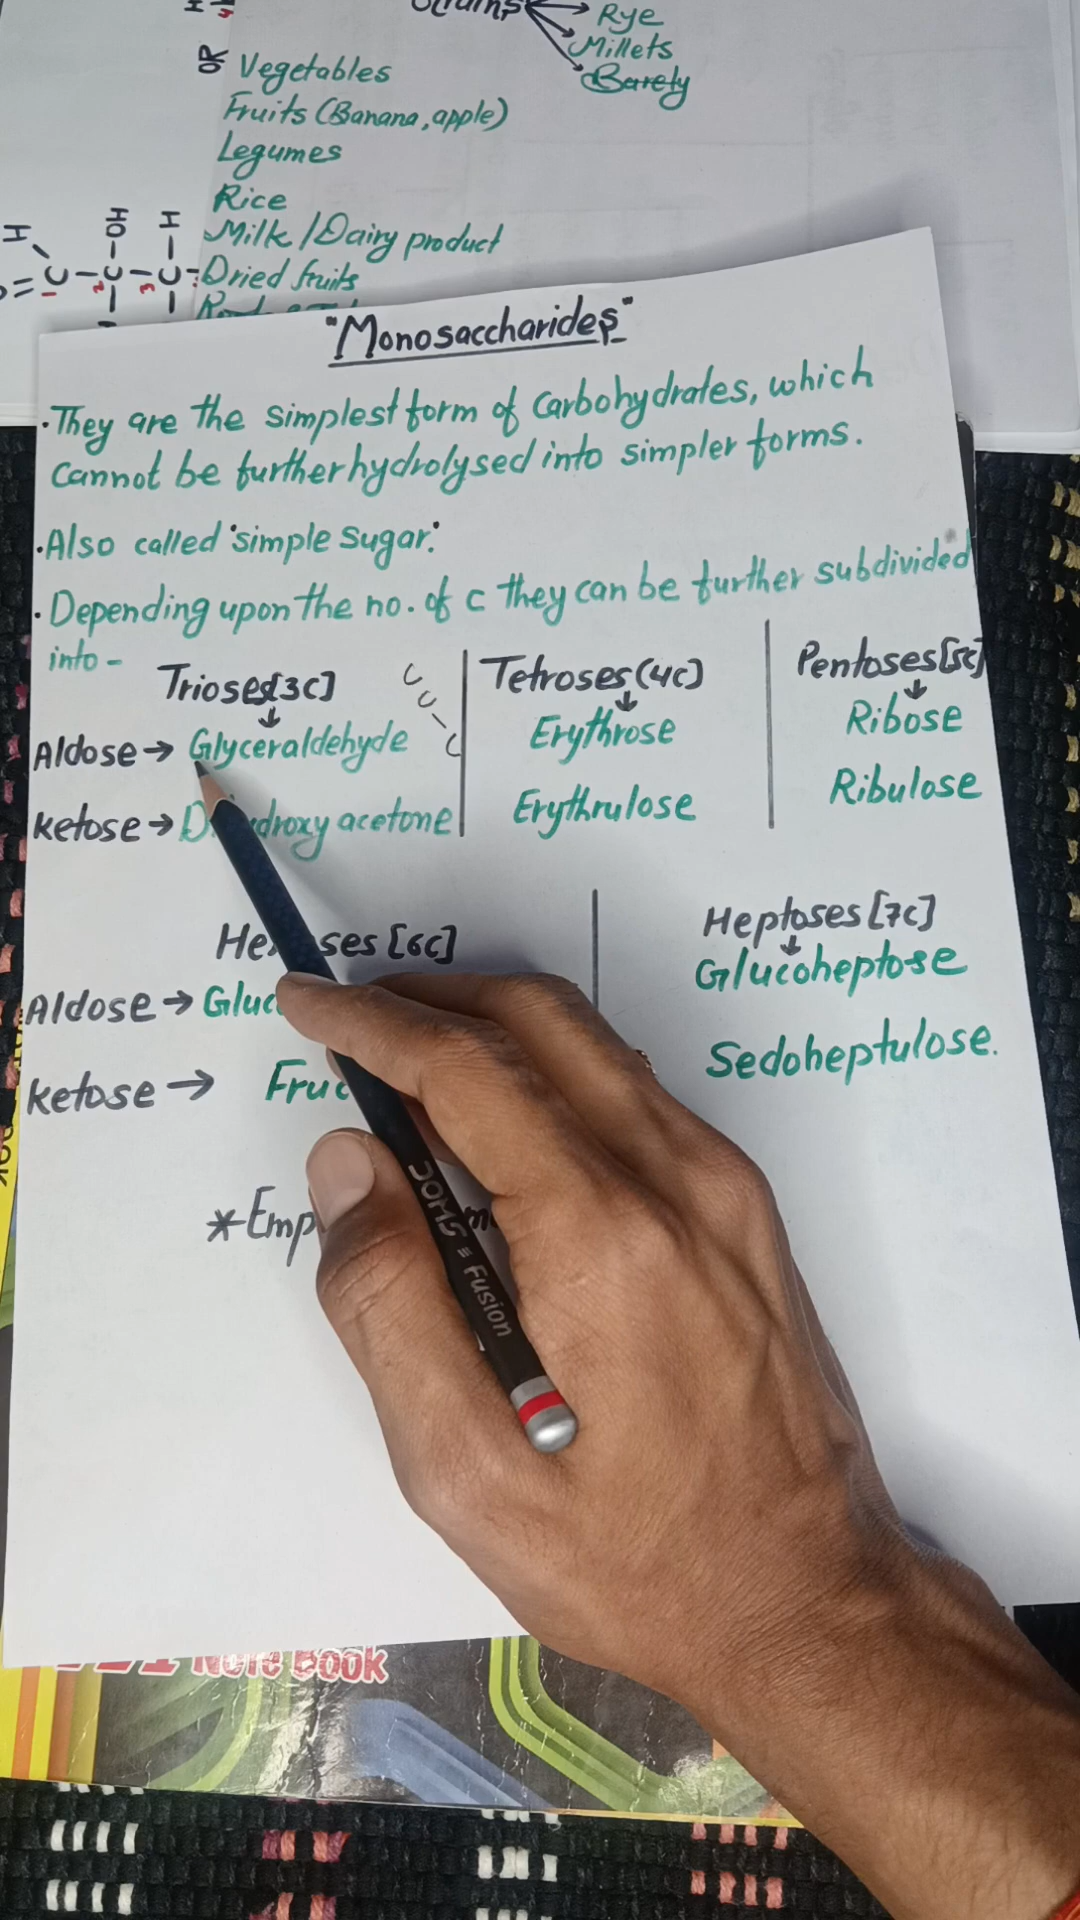 Rye
Millets
Barely
OR Vegetables
Fruits (Banana, apple)
Legumes
Rice
Milk / Dairy product
Dried fruits
"Monosaccharides"
• They are the simplest form of Carbohydrates, which
cannot be further hydrolysed into simpler forms.
• Also called "simple sugar."
• Depending upon the no. of c they can be further subdivided
into -
Trioses[3C] Tetroses (4C) Pentoses[5C]
Aldose → Glyceraldehyde Erythrose Ribose
ketose → Dihydroxy acetone Erythrulose Ribulose
C C - C
[6C] Heptoses [7C]
Aldose → Glucoheptose
ketose → Sedoheptulose.
DOMS = Fusion
Note Book